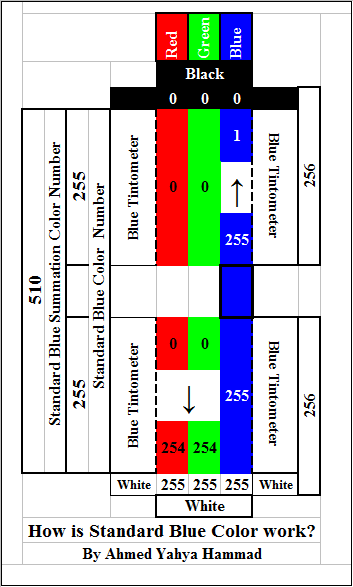 Red Green Blue
Black
0 0 0
510
Standard Blue Summation Color Number
255
255
Standard Blue Color Number
Blue Tintometer
0 0
1
↑
255
Blue Tintometer
256
Blue Tintometer
0 0
↓
255
254 254
Blue Tintometer
256
White 255 255 255 White
White
How is Standard Blue Color work?
By Ahmed Yahya Hammad